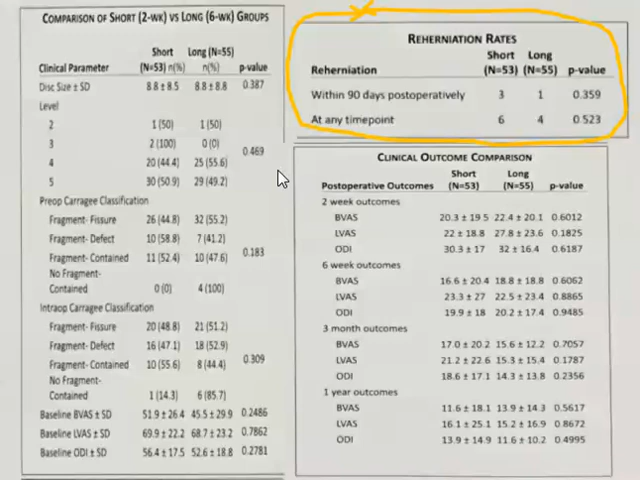 COMPARISON OF SHORT (2-WK) VS LONG (6-WK) GROUPS
Short Long (N=55)
Clinical Parameter (N=53) n(%) n(%) p-value
Disc Size ± SD 8.8 ± 8.5 8.8 ± 8.8 0.387
Level
2 1 (50) 1 (50)
3 2 (100) 0 (0)
0.469
4 20 (44.4) 25 (55.6)
5 30 (50.9) 29 (49.2)
Preop Carragee Classification
Fragment- Fissure 26 (44.8) 32 (55.2)
Fragment- Defect 10 (58.8) 7 (41.2)
Fragment- Contained 11 (52.4) 10 (47.6) 0.183
No Fragment-
Contained 0 (0) 4 (100)
Intraop Carragee Classification
Fragment- Fissure 20 (48.8) 21 (51.2)
Fragment- Defect 16 (47.1) 18 (52.9)
Fragment- Contained 10 (55.6) 8 (44.4) 0.309
No Fragment-
Contained 1 (14.3) 6 (85.7)
Baseline BVAS ± SD 51.9 ± 26.4 45.5 ± 29.9 0.2486
Baseline LVAS ± SD 69.9 ± 22.2 68.7 ± 23.2 0.7862
Baseline ODI ± SD 56.4 ± 17.5 52.6 ± 18.8 0.2781
REHERNIATION RATES
Short Long
Reherniation (N=53) (N=55) p-value
Within 90 days postoperatively 3 1 0.359
At any timepoint 6 4 0.523
CLINICAL OUTCOME COMPARISON
Short Long
Postoperative Outcomes (N=53) (N=55) p-value
2 week outcomes
BVAS 20.3 ± 19.5 22.4 ± 20.1 0.6012
LVAS 22 ± 18.8 27.8 ± 23.6 0.1825
ODI 30.3 ± 17 32 ± 16.4 0.6187
6 week outcomes
BVAS 16.6 ± 20.4 18.8 ± 18.8 0.6062
LVAS 23.3 ± 27 22.5 ± 23.4 0.8865
ODI 19.9 ± 18 20.2 ± 17.4 0.9485
3 month outcomes
BVAS 17.0 ± 20.2 15.6 ± 12.2 0.7057
LVAS 21.2 ± 22.6 15.3 ± 15.4 0.1787
ODI 18.6 ± 17.1 14.3 ± 13.8 0.2356
1 year outcomes
BVAS 11.6 ± 18.1 13.9 ± 14.3 0.5617
LVAS 16.1 ± 25.1 15.2 ± 16.9 0.8672
ODI 13.9 ± 14.9 11.6 ± 10.2 0.4995